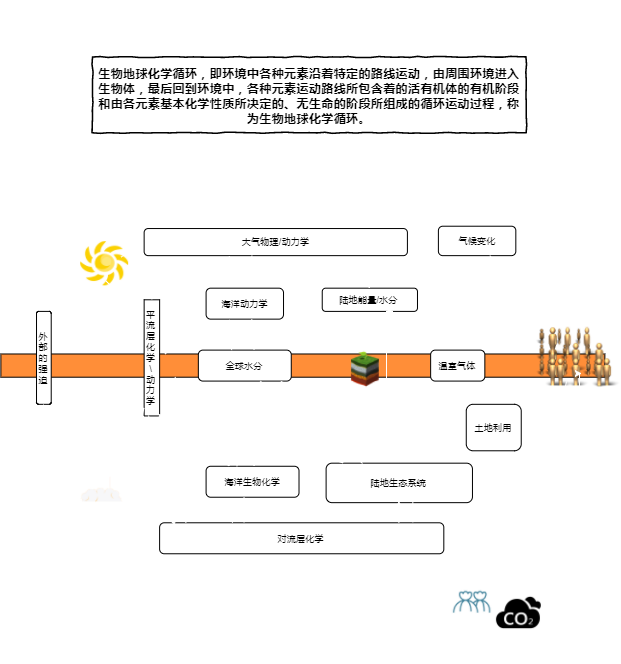 生物地球化学循环，即环境中各种元素沿着特定的路线运动，由周围环境进入
生物体，最后回到环境中，各种元素运动路线所包含着的活有机体的有机阶段
和由各元素基本化学性质所决定的、无生命的阶段所组成的循环运动过程，称
为生物地球化学循环。
大气物理/动力学
气候变化
海洋动力学
陆地能量/水分
外部的强迫
平流层化学\动力学
全球水分
温室气体
土地利用
海洋生物化学
陆地生态系统
对流层化学
CO₂